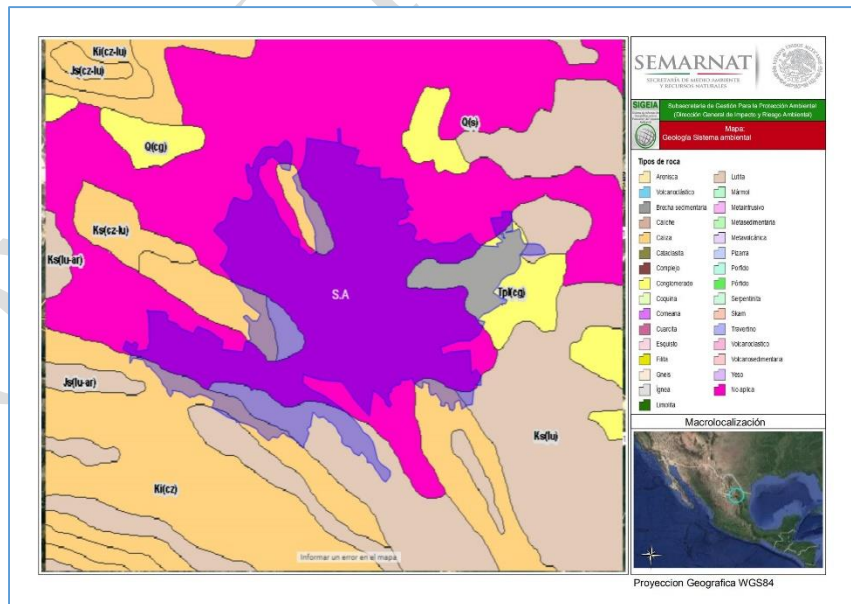 Ki(cz-lu)
Js(cz-lu)
Q(s)
Q(cg)
Ks(cz-lu)
Ks(lu-ar)
S.A
Tpl(cg)
Js(lu-ar)
Ks(lu)
Ki(cz)
Informar un error en el mapa
SEMARNAT
SECRETARÍA DE MEDIO AMBIENTE
Y RECURSOS NATURALES
SIGEIA
Subsecretaria de Gestión Para la Protección Ambiental
(Dirección General de Impacto y Riesgo Ambiental)
Mapa:
Geología Sistema ambiental
Tipos de roca
Arenisca
Volcanoclástico
Brecha sedimentaria
Caliche
Caliza
Cataclasita
Complejo
Conglomerado
Coquina
Corneana
Cuarcita
Esquisto
Filita
Gneis
Ígnea
Limolita
Lutita
Mármol
Metaintrusivo
Metasedimentaria
Metavolcánica
Pizarra
Porfido
Pórfido
Serpentinita
Skarn
Travertino
Volcanoclastico
Volcanosedimentaria
Yeso
No aplica
Macrolocalización
Proyeccion Geografica WGS84